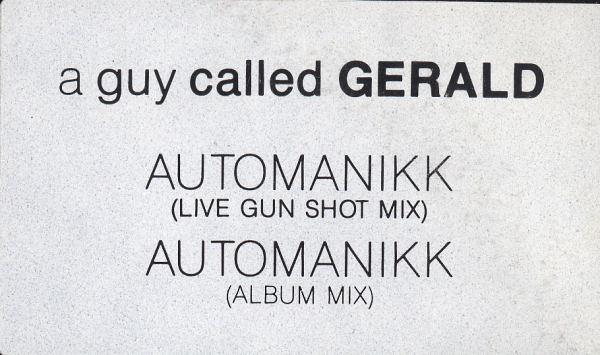 a guy called GERALD
AUTOMANIKK
(LIVE GUN SHOT MIX)
AUTOMANIKK
(ALBUM MIX)